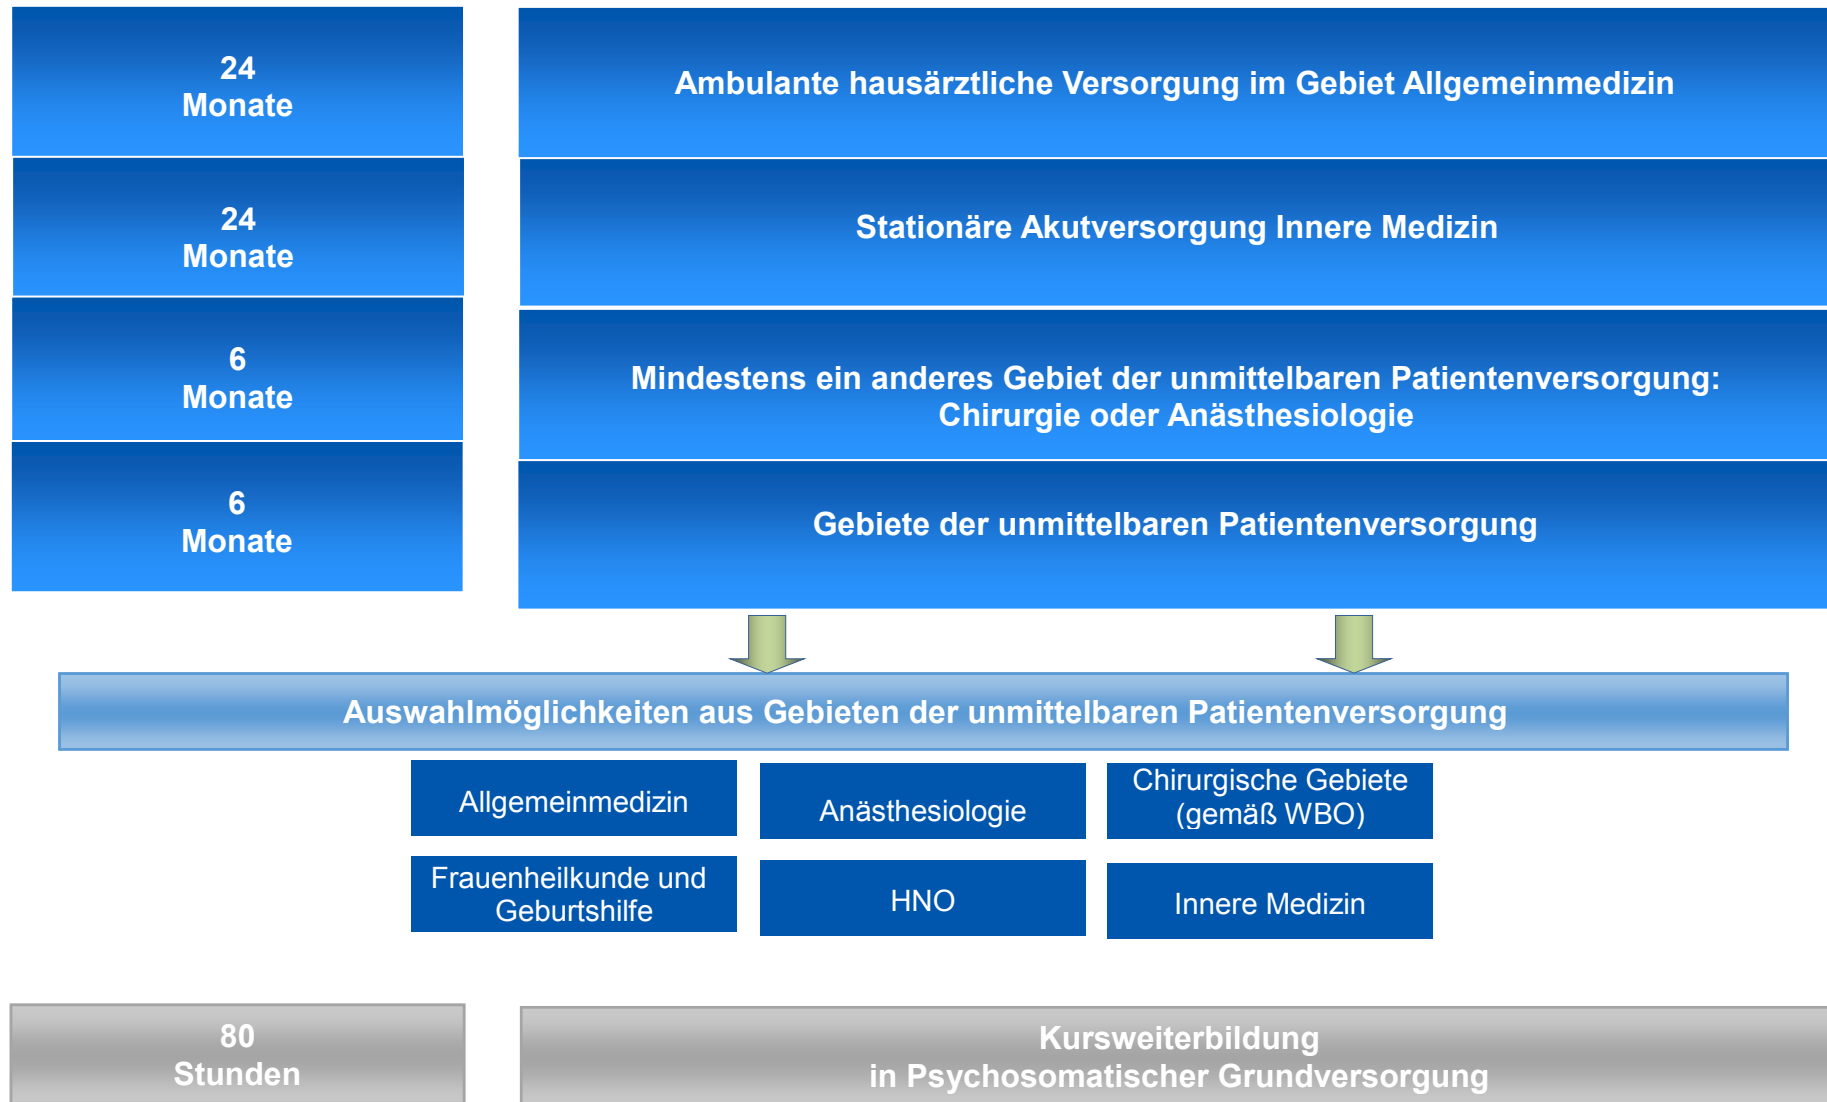 24
Monate
Ambulante hausärztliche Versorgung im Gebiet Allgemeinmedizin
24
Monate
Stationäre Akutversorgung Innere Medizin
6
Monate
Mindestens ein anderes Gebiet der unmittelbaren Patientenversorgung:
Chirurgie oder Anästhesiologie
6
Monate
Gebiete der unmittelbaren Patientenversorgung
Auswahlmöglichkeiten aus Gebieten der unmittelbaren Patientenversorgung
Allgemeinmedizin
Anästhesiologie
Chirurgische Gebiete
(gemäß WBO)
Frauenheilkunde und
Geburtshilfe
HNO
Innere Medizin
80
Stunden
Kursweiterbildung
in Psychosomatischer Grundversorgung